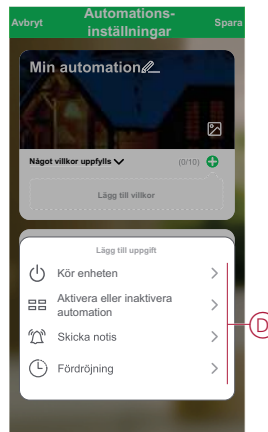 Avbryt
Automations-
inställningar
Spara
Min automation
Något villkor uppfylls
(0/10)
Lägg till villkor
Lägg till uppgift
Kör enheten
Aktivera eller inaktivera
automation
Skicka notis
Fördröjning
D